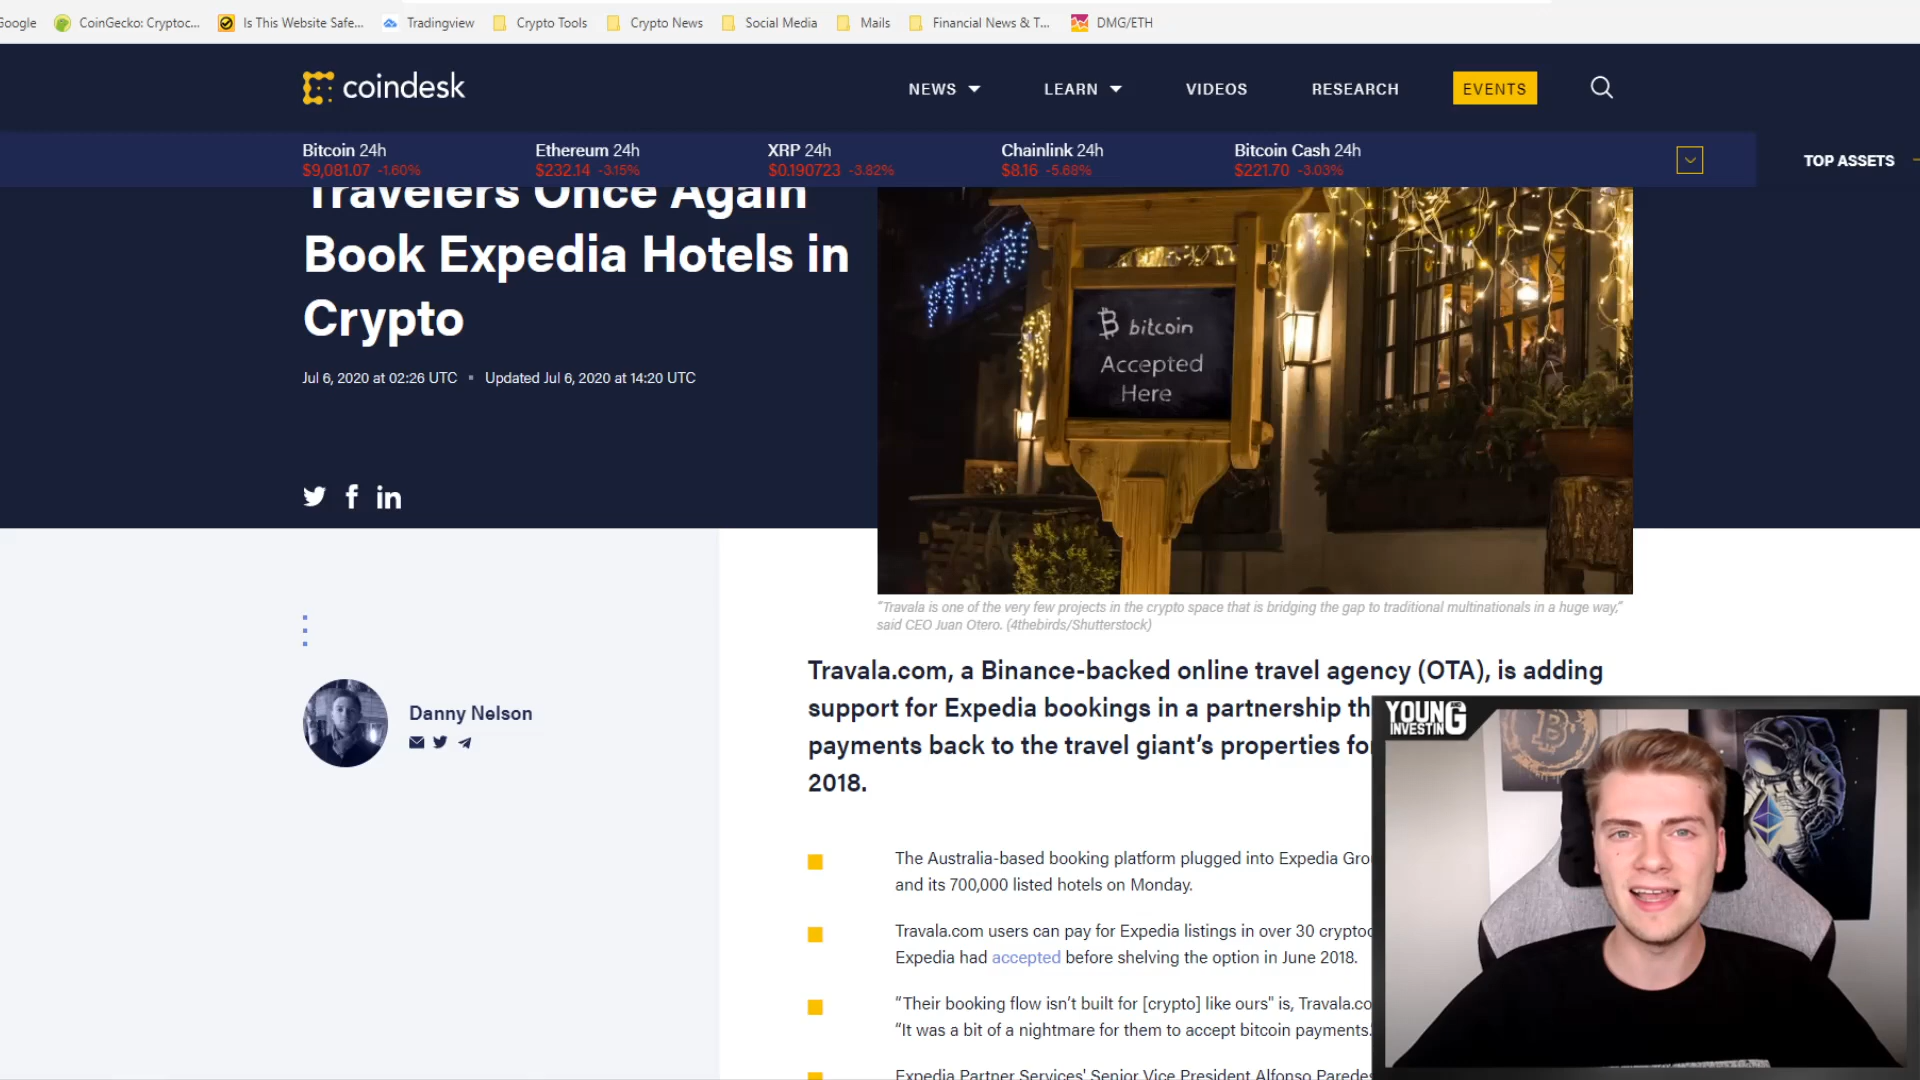 Google
CoinGecko: Cryptoc...
Is This Website Safe...
Tradingview
Crypto Tools
Crypto News
Social Media
Mails
Financial News & T...
DMG/ETH
coindesk
NEWS
LEARN
VIDEOS
RESEARCH
EVENTS
Bitcoin 24h
$9,081.07 -1.60%
Ethereum 24h
$232.14 -3.15%
XRP 24h
$0.190723 -3.82%
Chainlink 24h
$8.16 -5.68%
Bitcoin Cash 24h
$221.70 -3.03%
TOP ASSETS
Travelers Once Again
Book Expedia Hotels in
Crypto
Jul 6, 2020 at 02:26 UTC ▪ Updated Jul 6, 2020 at 14:20 UTC
bitcoin
Accepted
Here
“Travala is one of the very few projects in the crypto space that is bridging the gap to traditional multinationals in a huge way,”
said CEO Juan Otero. (4thebirds/Shutterstock)
Danny Nelson
Travala.com, a Binance-backed online travel agency (OTA), is adding
support for Expedia bookings in a partnership th
payments back to the travel giant’s properties fo
2018.
The Australia-based booking platform plugged into Expedia Gro
and its 700,000 listed hotels on Monday.
Travala.com users can pay for Expedia listings in over 30 cryptoc
Expedia had accepted before shelving the option in June 2018.
“Their booking flow isn’t built for [crypto] like ours" is, Travala.co
“It was a bit of a nightmare for them to accept bitcoin payments.
Expedia Partner Services' Senior Vice President Alfonso Paredes
YOUNG
AND
INVESTING